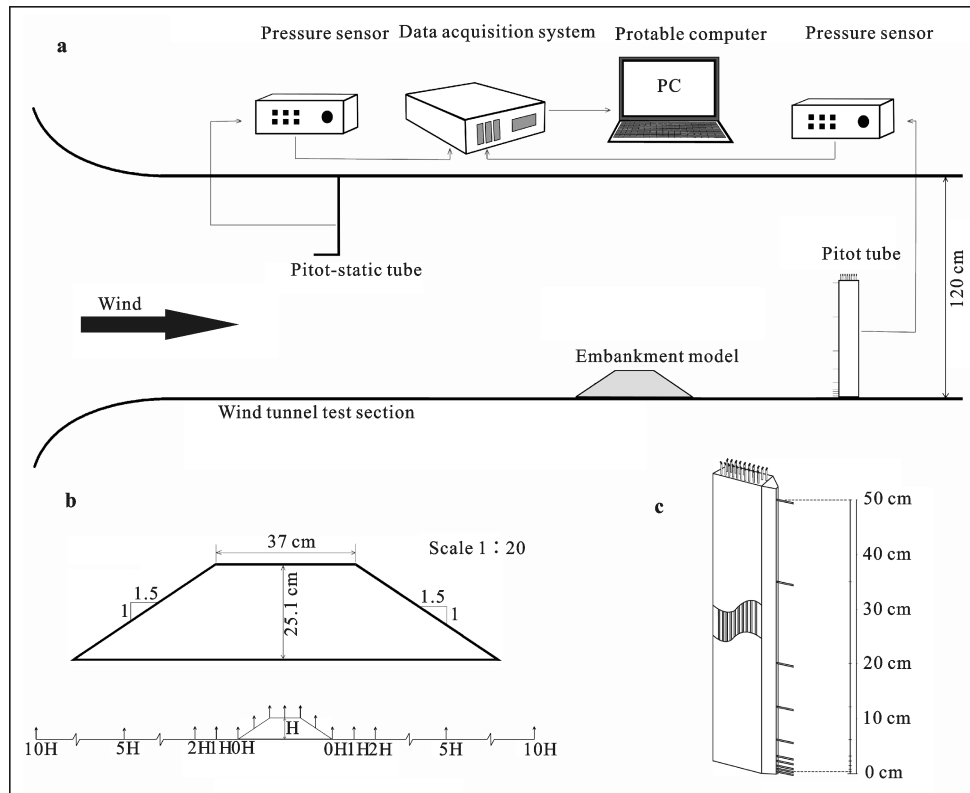 a
Pressure sensor
Data acquisition system
Protable computer
Pressure sensor
PC
Pitot-static tube
Pitot tube
120 cm
Wind
Embankment model
Wind tunnel test section
b
37 cm
Scale 1：20
1.5
1
25.1 cm
1.5
1
H
10H
5H
2H
1H
0H
0H
1H
2H
5H
10H
c
50 cm
40 cm
30 cm
20 cm
10 cm
0 cm